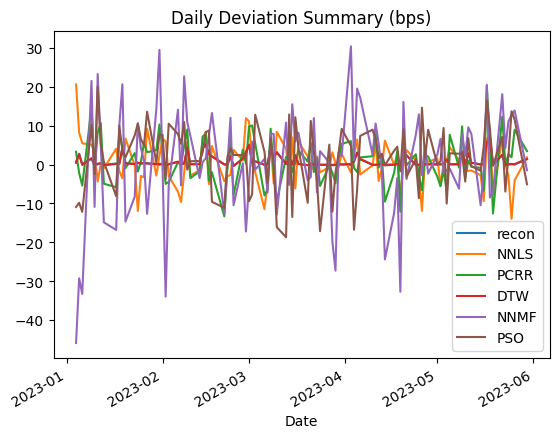 Daily Deviation Summary (bps)
30
20
10
0
−10
−20
−30
−40
recon
NNLS
PCRR
DTW
NNMF
PSO
2023-01
2023-02
2023-03
2023-04
2023-05
2023-06
Date